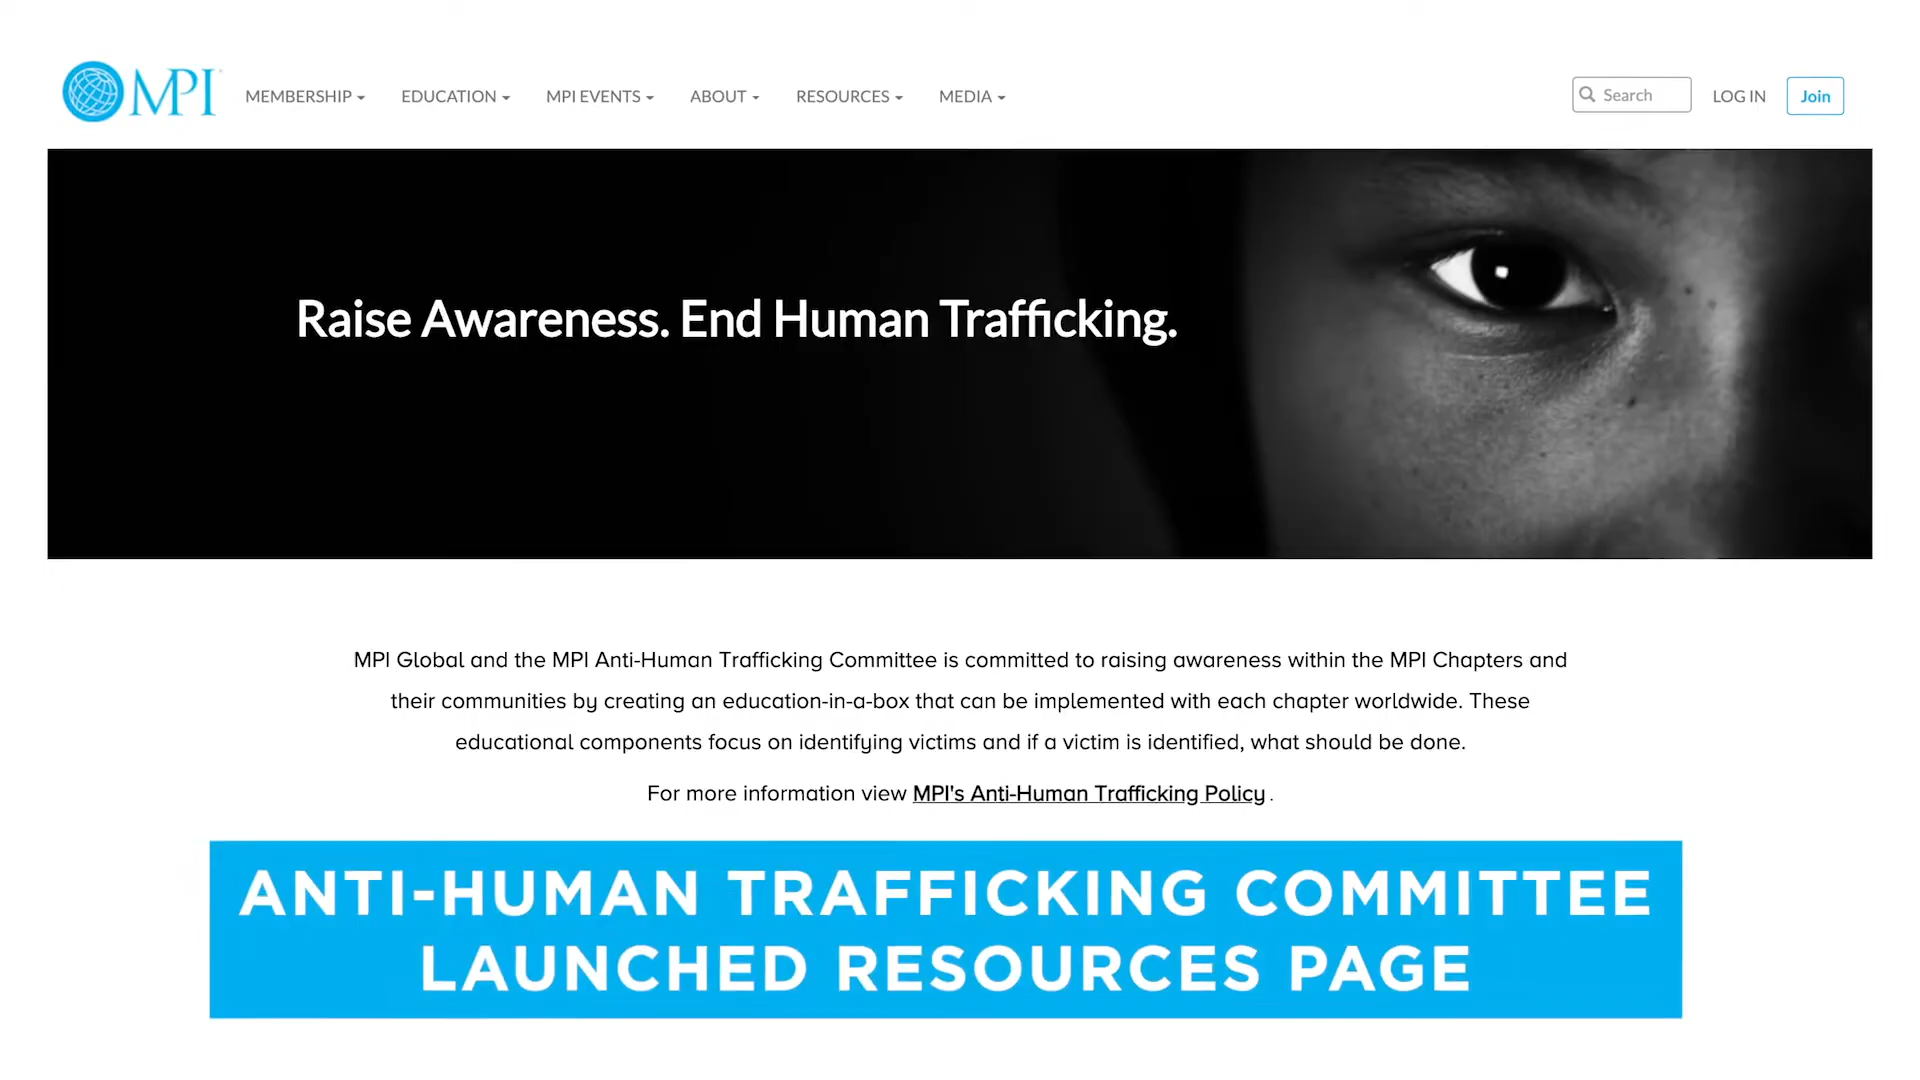 MPI MEMBERSHIP EDUCATION MPI EVENTS ABOUT RESOURCES MEDIA Search LOG IN Join
Raise Awareness. End Human Trafficking.
MPI Global and the MPI Anti-Human Trafficking Committee is committed to raising awareness within the MPI Chapters and
their communities by creating an education-in-a-box that can be implemented with each chapter worldwide. These
educational components focus on identifying victims and if a victim is identified, what should be done.
For more information view MPI's Anti-Human Trafficking Policy .
ANTI-HUMAN TRAFFICKING COMMITTEE
LAUNCHED RESOURCES PAGE